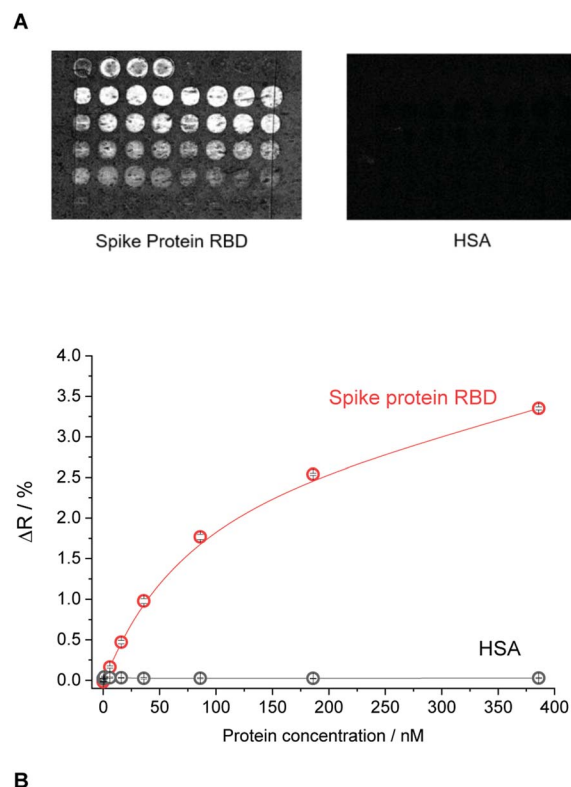 A
Spike Protein RBD
HSA
4.0
3.5
3.0
2.5
2.0
1.5
1.0
0.5
0.0
ΔR / %
Spike protein RBD
HSA
0 50 100 150 200 250 300 350 400
Protein concentration / nM
B